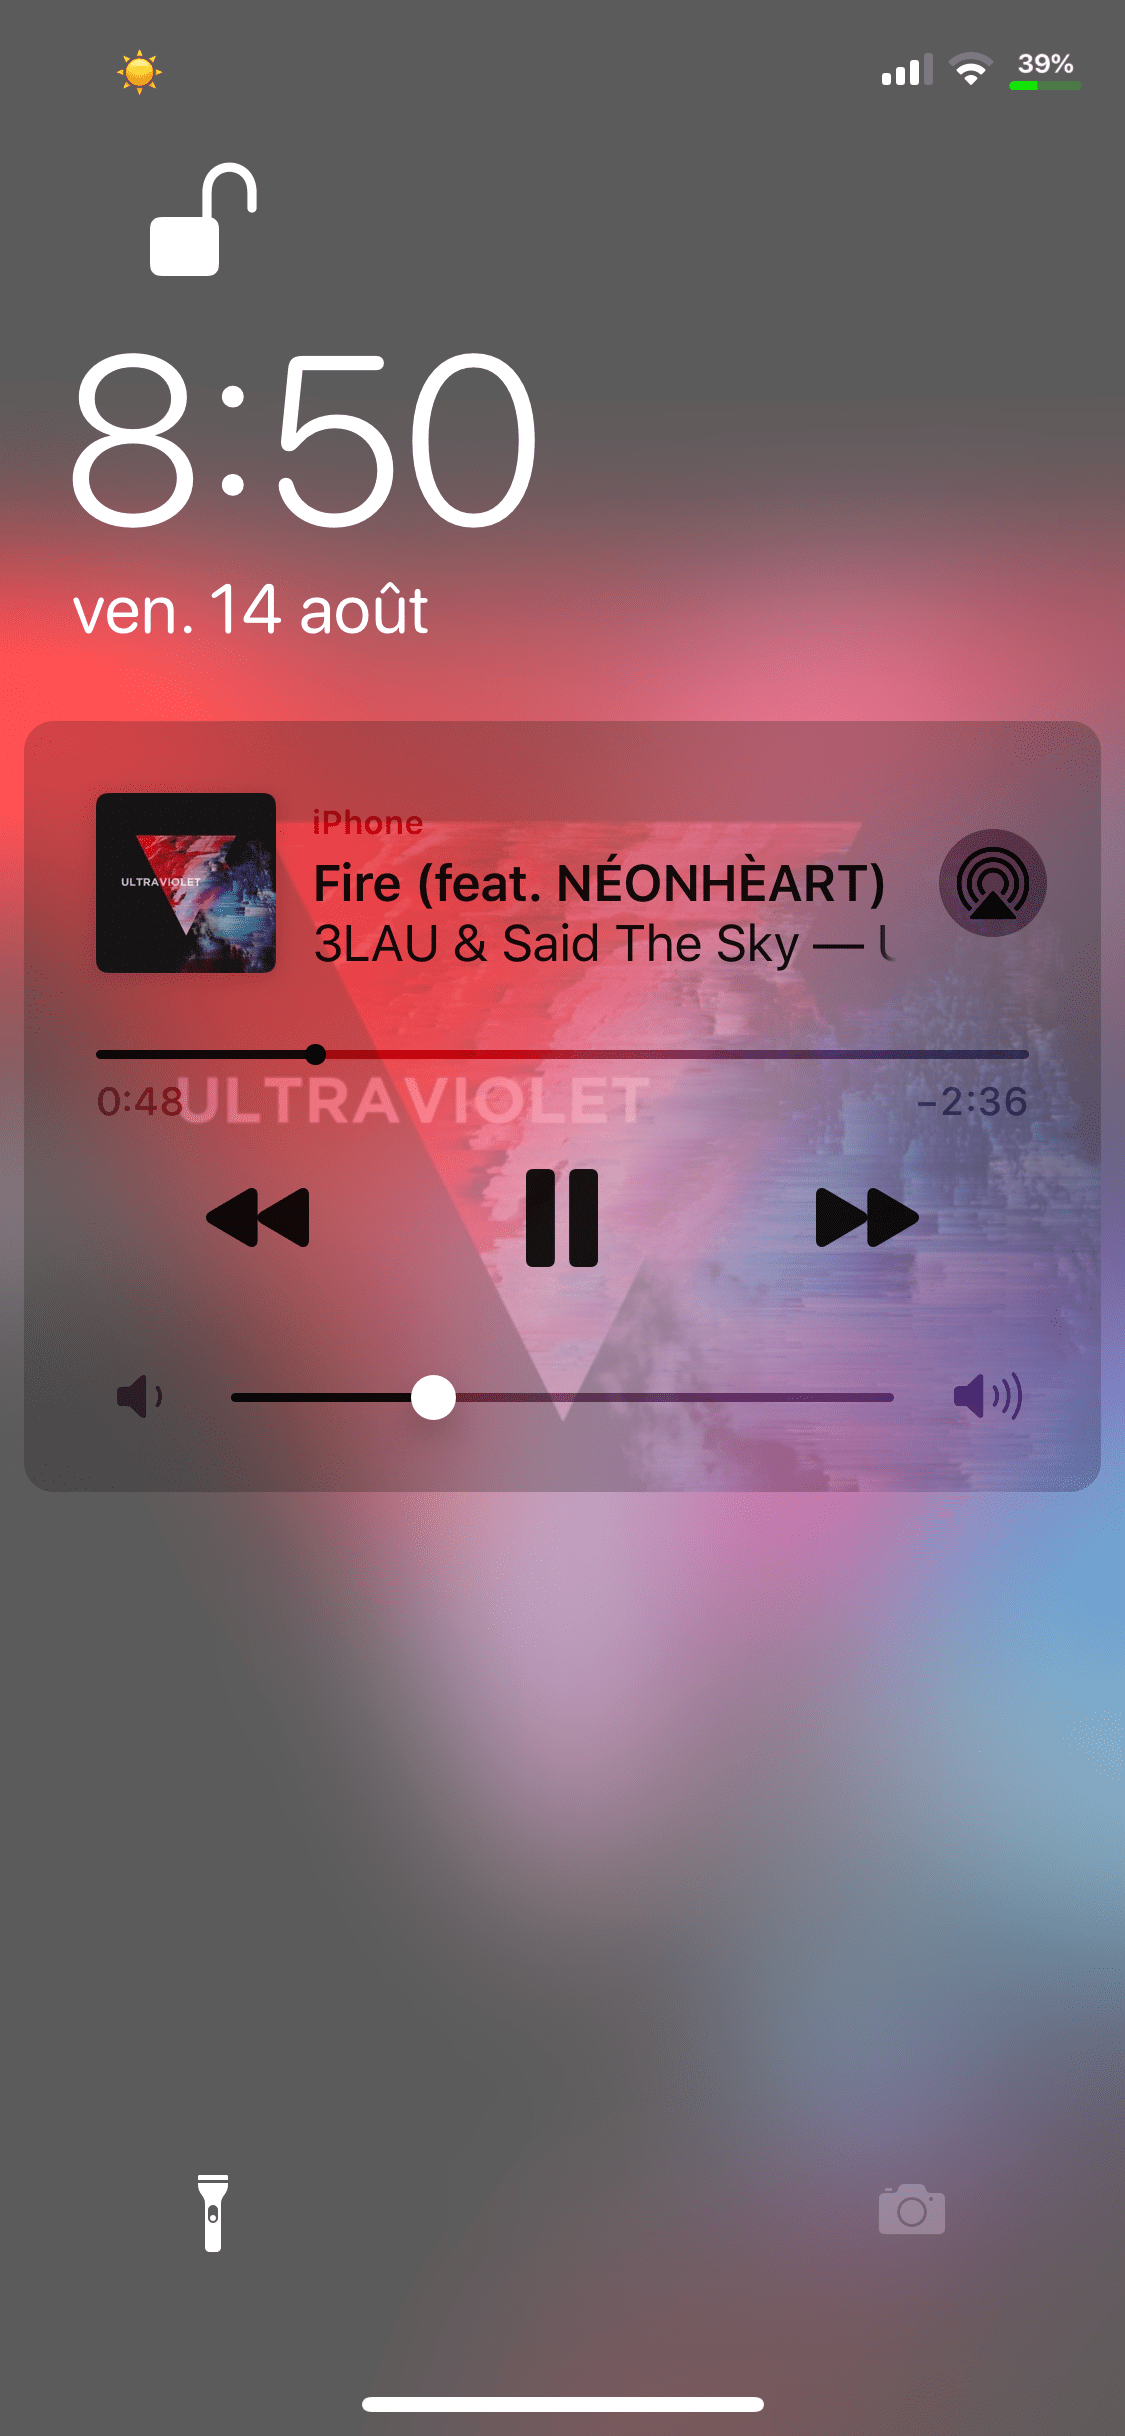 39%
8:50
ven. 14 août
ULTRAVIOLET
iPhone
Fire (feat. NÉONHÈART)
3LAU & Said The Sky —
0:48
-2:36
ULTRAVIOLET